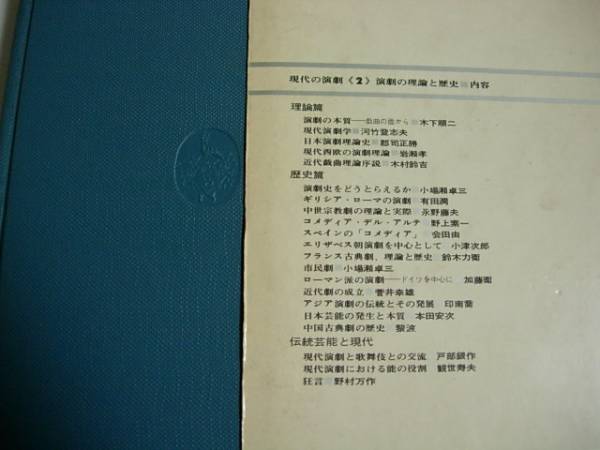 現代の演劇《2》演劇の理論と歴史■内容
理論篇
演劇の本質──戯曲の面から■木下順二
現代演劇学■河竹登志夫
日本演劇理論史■郡司正勝
現代西欧の演劇理論■岩瀬孝
近代戯曲理論序説■木村鈴吉
歴史篇
演劇史をどうとらえるか■小場瀬卓三
ギリシア・ローマの演劇■有田潤
中世宗教劇の理論と実際■永野藤夫
コメディア・デル・アルテ■野上素一
スペインの「コメディア」■会田由
エリザベス朝演劇を中心として■小津次郎
フランス古典劇、理論と歴史■鈴木力衛
市民劇■小場瀬卓三
ローマン派の演劇──ドイツを中心に■加藤衛
近代劇の成立■菅井幸雄
アジア演劇の伝統とその発展■印南喬
日本芸能の発生と本質■本田安次
中国古典劇の歴史■黎波
伝統芸能と現代
現代演劇と歌舞伎との交流■戸部銀作
現代演劇における能の役割■観世寿夫
狂言■野村万作